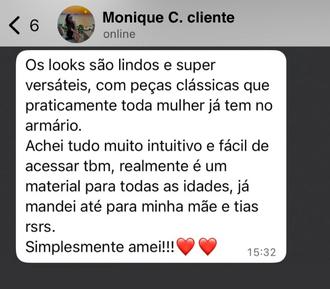 6
Monique C. cliente
online
Os looks são lindos e super
versáteis, com peças clássicas que
praticamente toda mulher já tem no
armário.
Achei tudo muito intuitivo e fácil de
acessar tbm, realmente é um
material para todas as idades, já
mandei até para minha mãe e tias
rsrs.
Simplesmente amei!!!❤️❤️
15:32